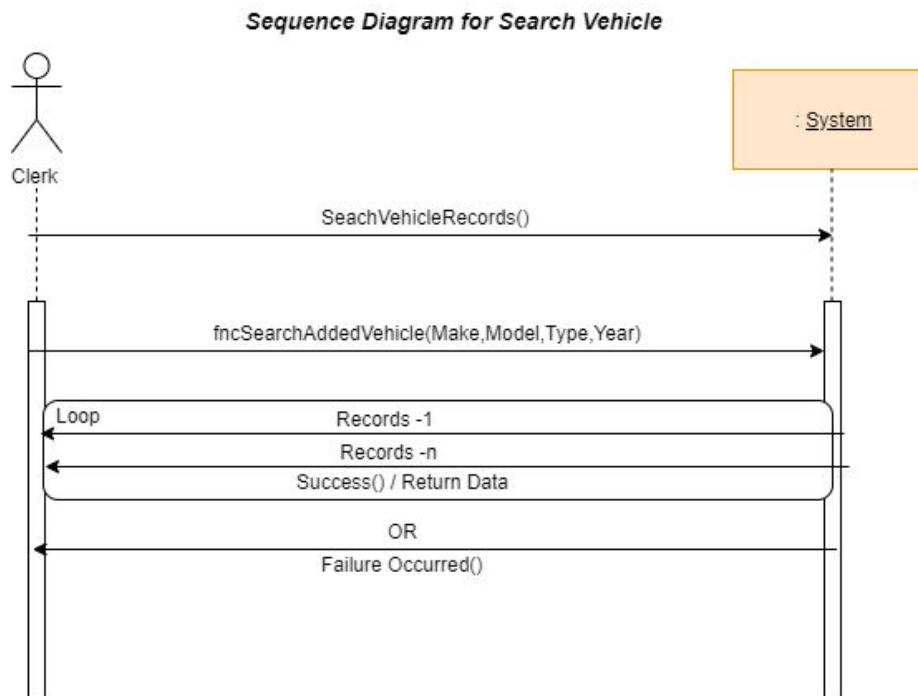 Sequence Diagram for Search Vehicle
Clerk
: System
SeachVehicleRecords()
fncSearchAddedVehicle(Make,Model,Type,Year)
Loop
Records -1
Records -n
Success() / Return Data
OR
Failure Occurred()